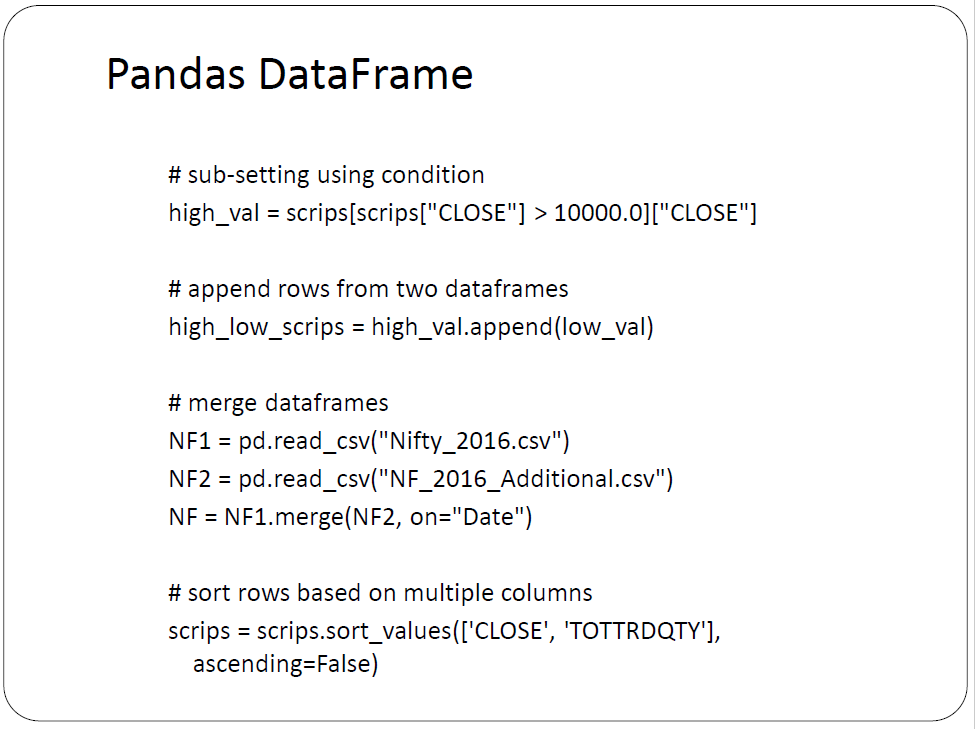 Pandas DataFrame
# sub-setting using condition
high_val = scrips[scrips["CLOSE"] > 10000.0]["CLOSE"]
# append rows from two dataframes
high_low_scrips = high_val.append(low_val)
# merge dataframes
NF1 = pd.read_csv("Nifty_2016.csv")
NF2 = pd.read_csv("NF_2016_Additional.csv")
NF = NF1.merge(NF2, on="Date")
# sort rows based on multiple columns
scrips = scrips.sort_values(['CLOSE', 'TOTTRDQTY'],
ascending=False)